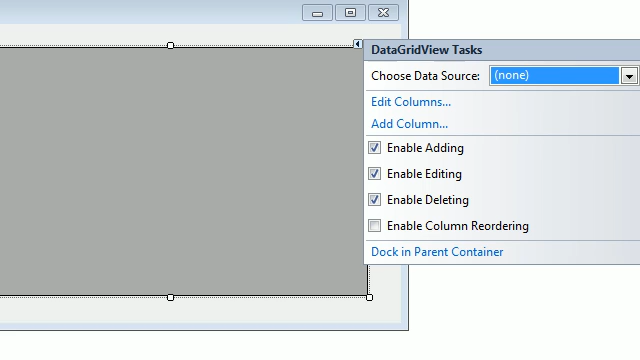 DataGridView Tasks
Choose Data Source: (none)
Edit Columns...
Add Column...
Enable Adding
Enable Editing
Enable Deleting
Enable Column Reordering
Dock in Parent Container